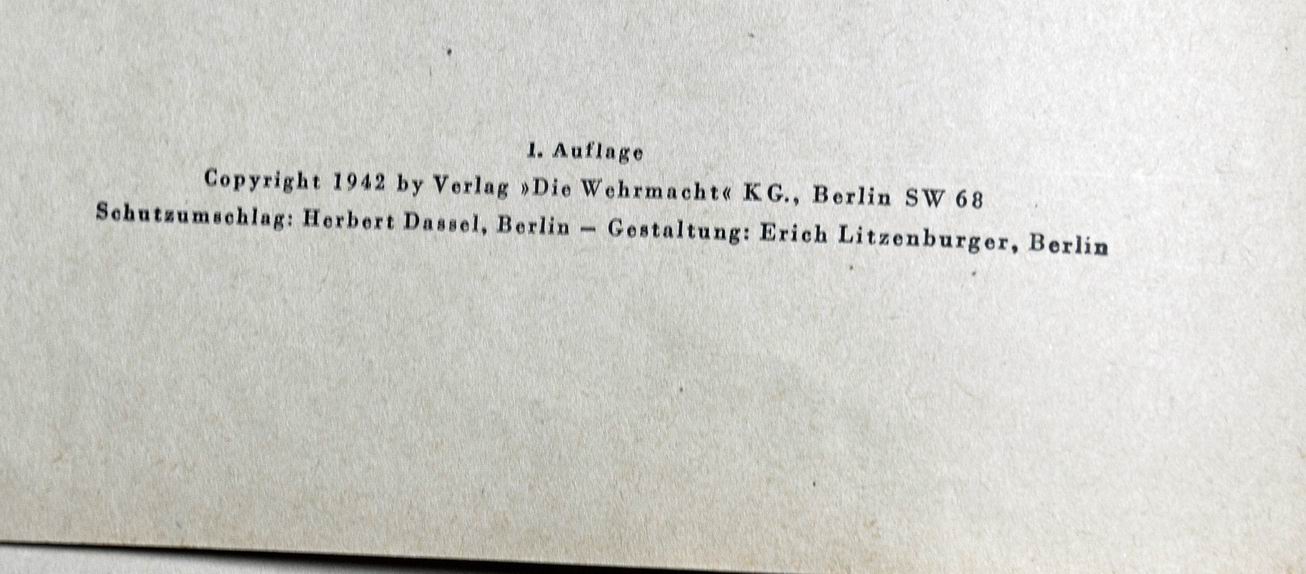 1. Auflage
Copyright 1942 by Verlag »Die Wehrmacht« KG., Berlin SW 68
Schutzumschlag: Herbert Dassel, Berlin – Gestaltung: Erich Litzenburger, Berlin